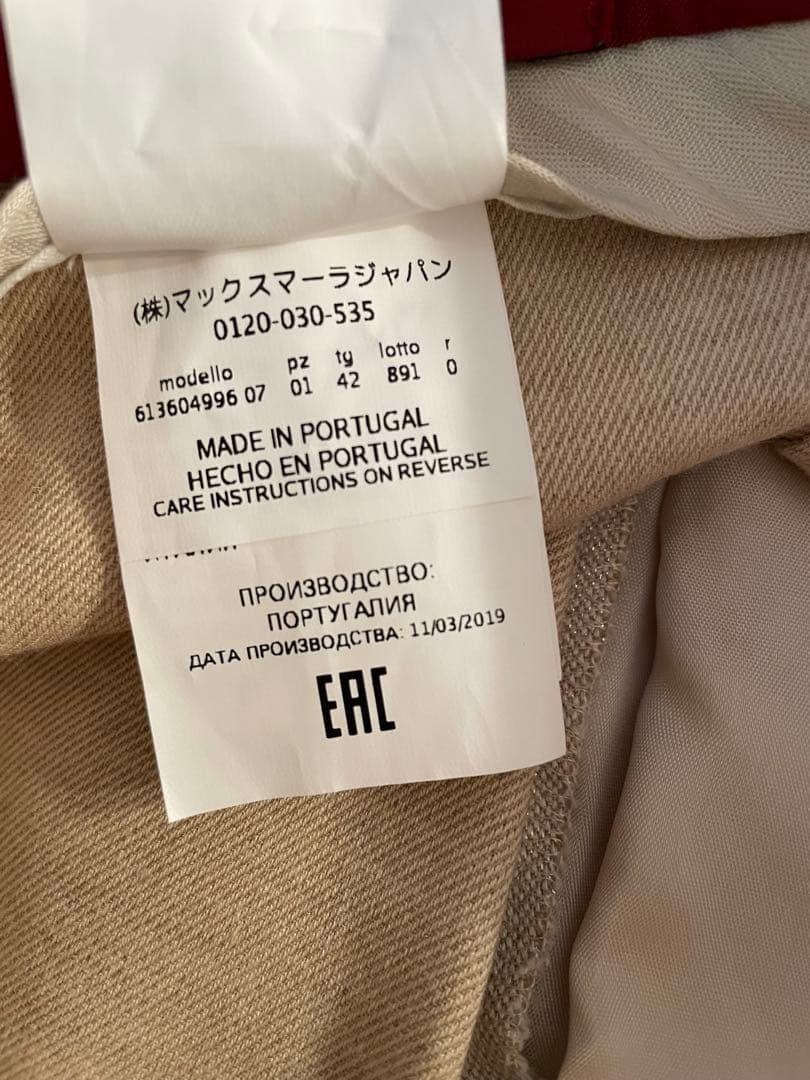 (株)マックスマーラジャパン
0120-030-535
modello pz tg lotto r
613604996 07 01 42 891 0
MADE IN PORTUGAL
HECHO EN PORTUGAL
CARE INSTRUCTIONS ON REVERSE
ПРОИЗВОДСТВО:
ПОРТУГАЛИЯ
ДАТА ПРОИЗВОДСТВА: 11/03/2019
EAC